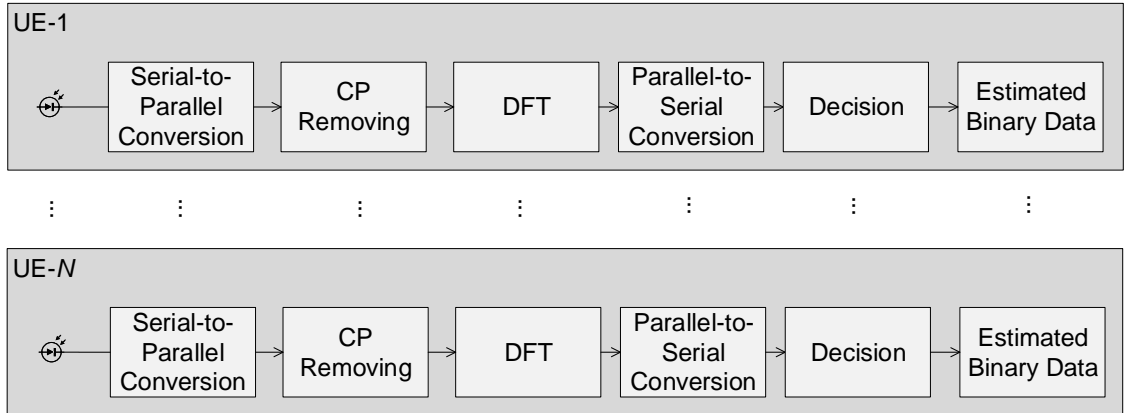 UE-1
Serial-to-
Parallel
Conversion
CP
Removing
DFT
Parallel-to-
Serial
Conversion
Decision
Estimated
Binary Data
UE-N
Serial-to-
Parallel
Conversion
CP
Removing
DFT
Parallel-to-
Serial
Conversion
Decision
Estimated
Binary Data